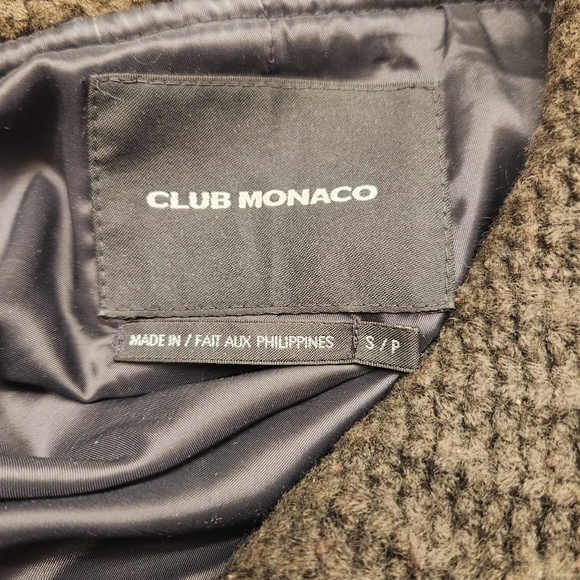 CLUB MONACO
MADE IN / FAIT AUX PHILIPPINES S / P